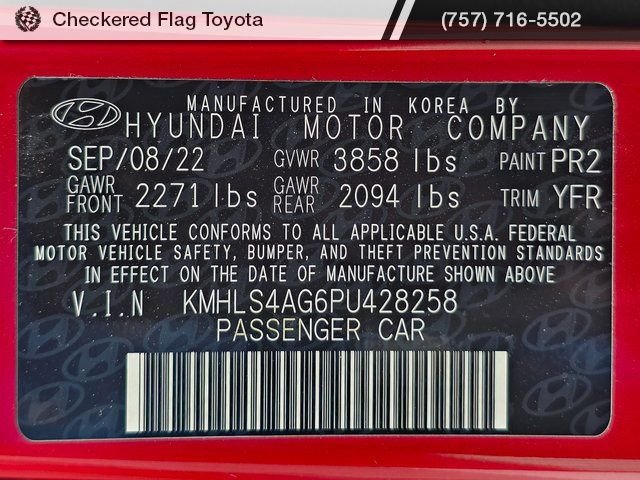 Checkered Flag Toyota (757) 716-5502
MANUFACTURED IN KOREA BY
HYUNDAI MOTOR COMPANY
SEP/08/22 GVWR 3858 lbs PAINT PR2
GAWR FRONT 2271 lbs GAWR REAR 2094 lbs TRIM YFR
THIS VEHICLE CONFORMS TO ALL APPLICABLE U.S.A. FEDERAL
MOTOR VEHICLE SAFETY, BUMPER, AND THEFT PREVENTION STANDARDS
IN EFFECT ON THE DATE OF MANUFACTURE SHOWN ABOVE
V.I.N KMHLS4AG6PU428258
PASSENGER CAR